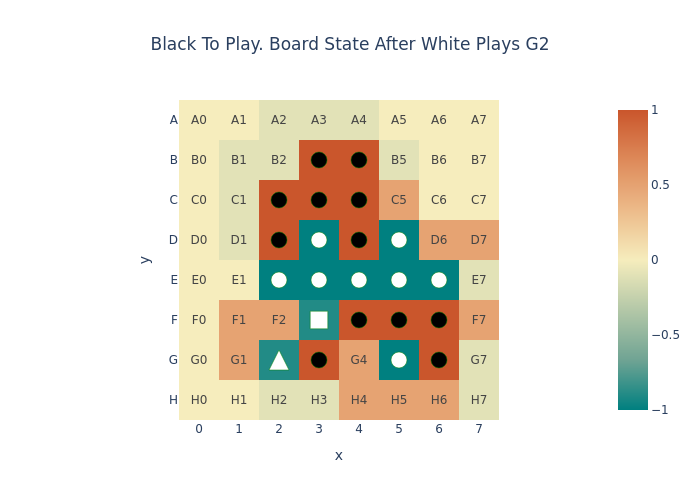 Black To Play. Board State After White Plays G2
A A0 A1 A2 A3 A4 A5 A6 A7
B B0 B1 B2 B5 B6 B7
C C0 C1 C5 C6 C7
D D0 D1 D6 D7
E E0 E1 E7
F F0 F1 F2 F7
G G0 G1 G4 G7
H H0 H1 H2 H3 H4 H5 H6 H7
0 1 2 3 4 5 6 7
x
y
1
0.5
0
−0.5
−1